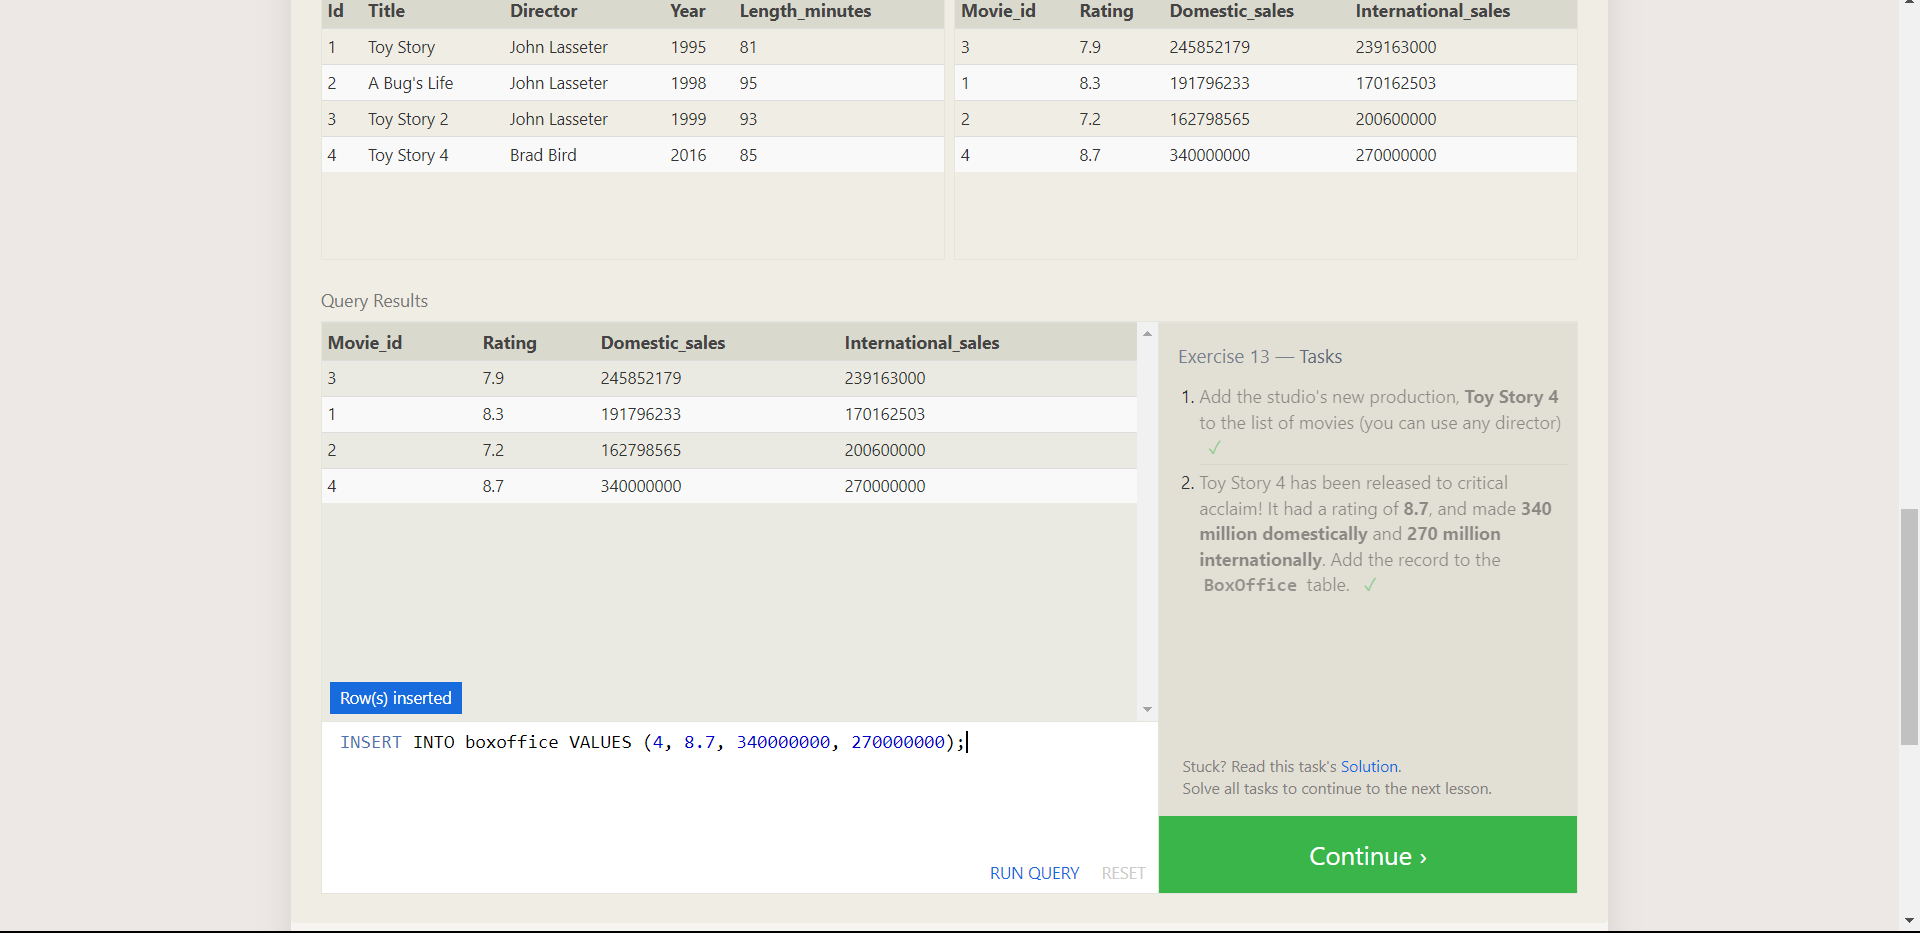 Id Title Director Year Length_minutes
1 Toy Story John Lasseter 1995 81
2 A Bug's Life John Lasseter 1998 95
3 Toy Story 2 John Lasseter 1999 93
4 Toy Story 4 Brad Bird 2016 85
Movie_id Rating Domestic_sales International_sales
3 7.9 245852179 239163000
1 8.3 191796233 170162503
2 7.2 162798565 200600000
4 8.7 340000000 270000000
Query Results
Movie_id Rating Domestic_sales International_sales
3 7.9 245852179 239163000
1 8.3 191796233 170162503
2 7.2 162798565 200600000
4 8.7 340000000 270000000
Row(s) inserted
INSERT INTO boxoffice VALUES (4, 8.7, 340000000, 270000000);
RUN QUERY RESET
Exercise 13 — Tasks
1. Add the studio's new production, Toy Story 4
to the list of movies (you can use any director)
✓
2. Toy Story 4 has been released to critical
acclaim! It had a rating of 8.7, and made 340
million domestically and 270 million
internationally. Add the record to the
BoxOffice table. ✓
Stuck? Read this task's Solution.
Solve all tasks to continue to the next lesson.
Continue ›